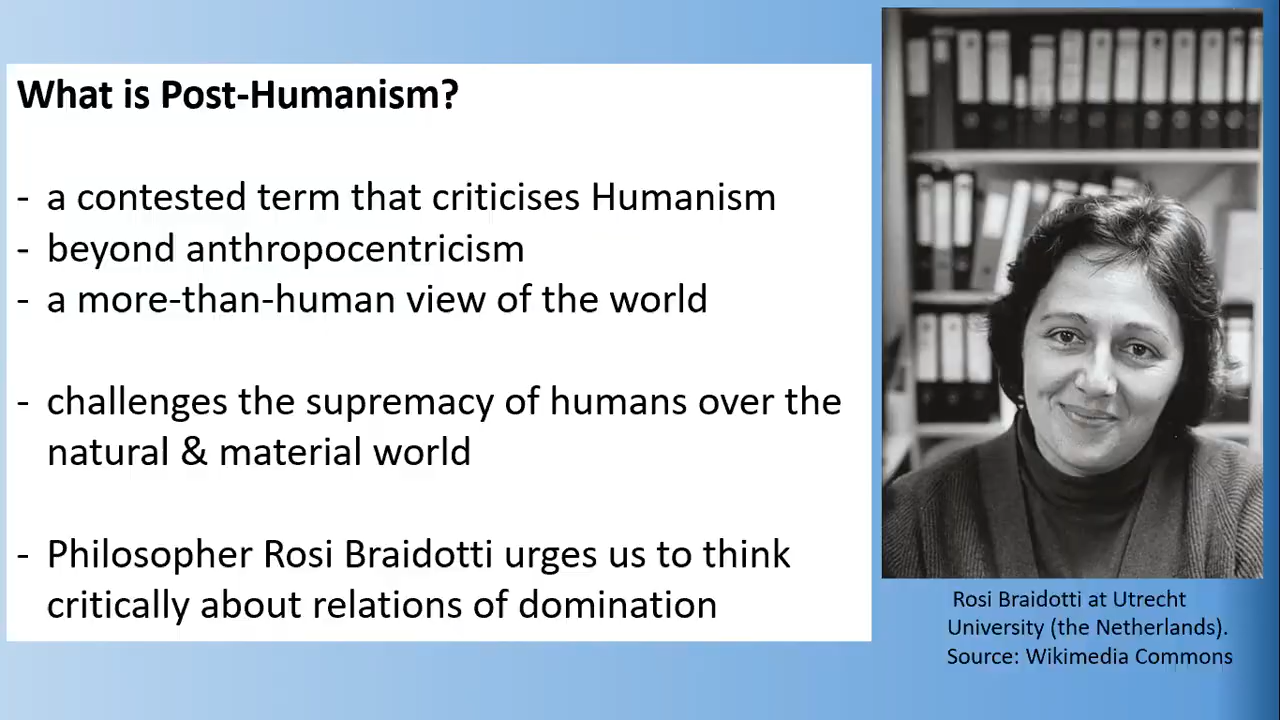 What is Post-Humanism?
- a contested term that criticises Humanism
- beyond anthropocentricism
- a more-than-human view of the world
- challenges the supremacy of humans over the
natural & material world
- Philosopher Rosi Braidotti urges us to think
critically about relations of domination
Rosi Braidotti at Utrecht
University (the Netherlands).
Source: Wikimedia Commons